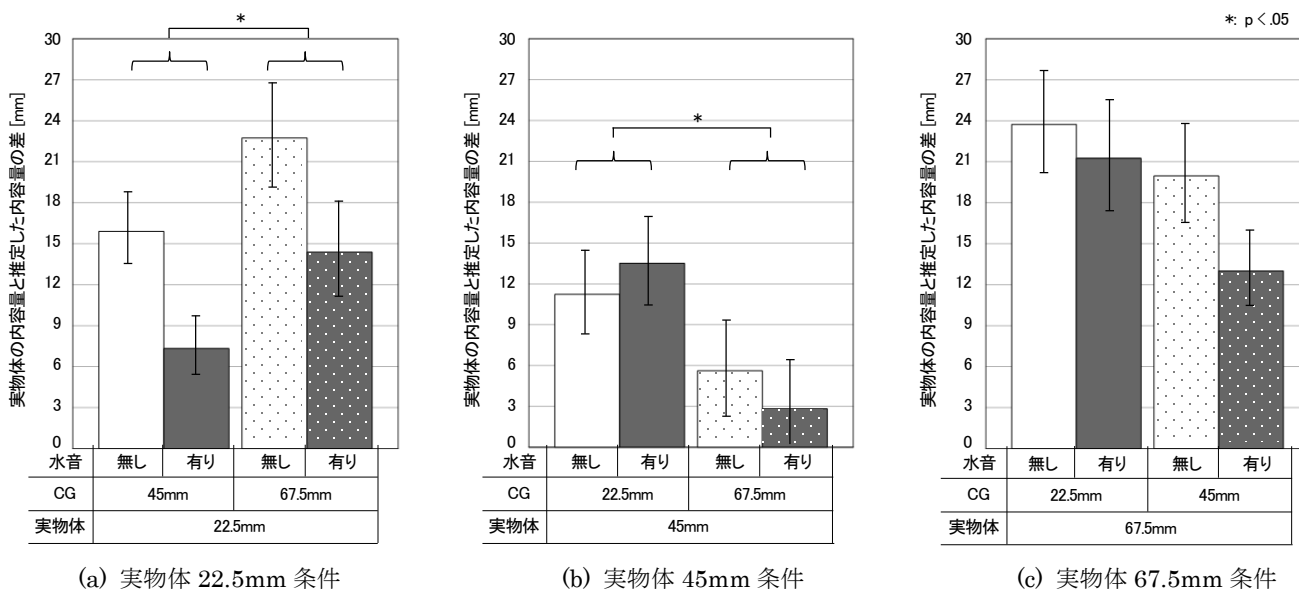 *: p < .05
*
実物体の内容量と推定した内容量の差 [mm]
30
27
24
21
18
15
12
9
6
3
0
水音 無し 有り 無し 有り
CG 45mm 67.5mm
実物体 22.5mm
(a) 実物体 22.5mm 条件
*
実物体の内容量と推定した内容量の差 [mm]
30
27
24
21
18
15
12
9
6
3
0
水音 無し 有り 無し 有り
CG 22.5mm 67.5mm
実物体 45mm
(b) 実物体 45mm 条件
実物体の内容量と推定した内容量の差 [mm]
30
27
24
21
18
15
12
9
6
3
0
水音 無し 有り 無し 有り
CG 22.5mm 45mm
実物体 67.5mm
(c) 実物体 67.5mm 条件